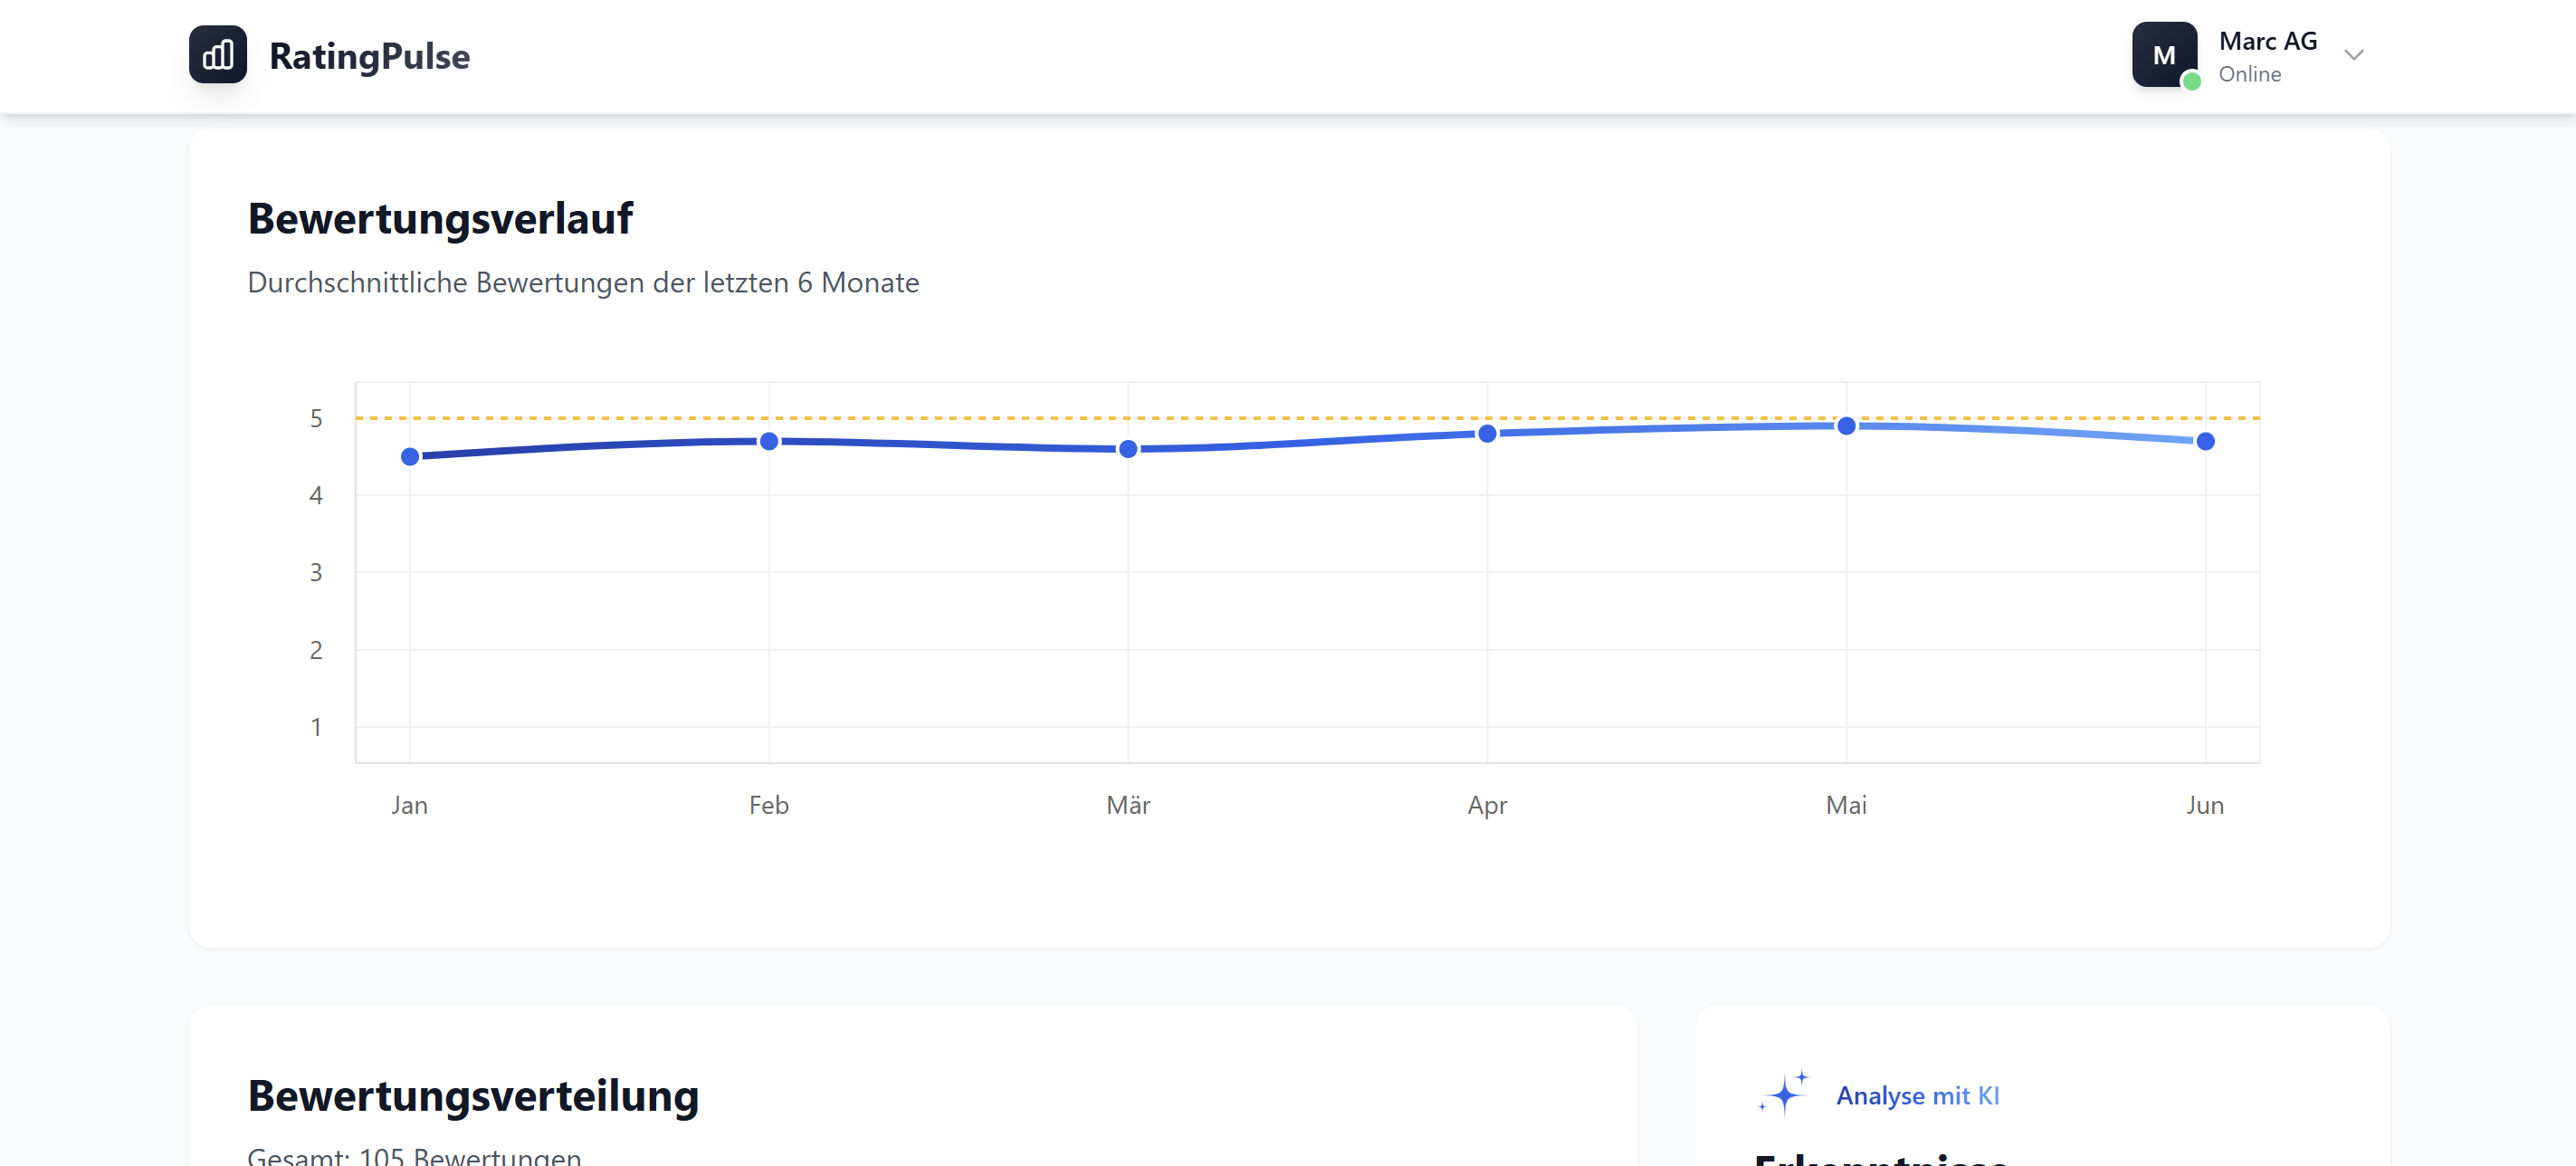 RatingPulse
M
Marc AG
Online
Bewertungsverlauf
Durchschnittliche Bewertungen der letzten 6 Monate
5
4
3
2
1
Jan
Feb
Mär
Apr
Mai
Jun
Bewertungsverteilung
Gesamt: 105 Bewertungen
Analyse mit KI
Erkenntnisse